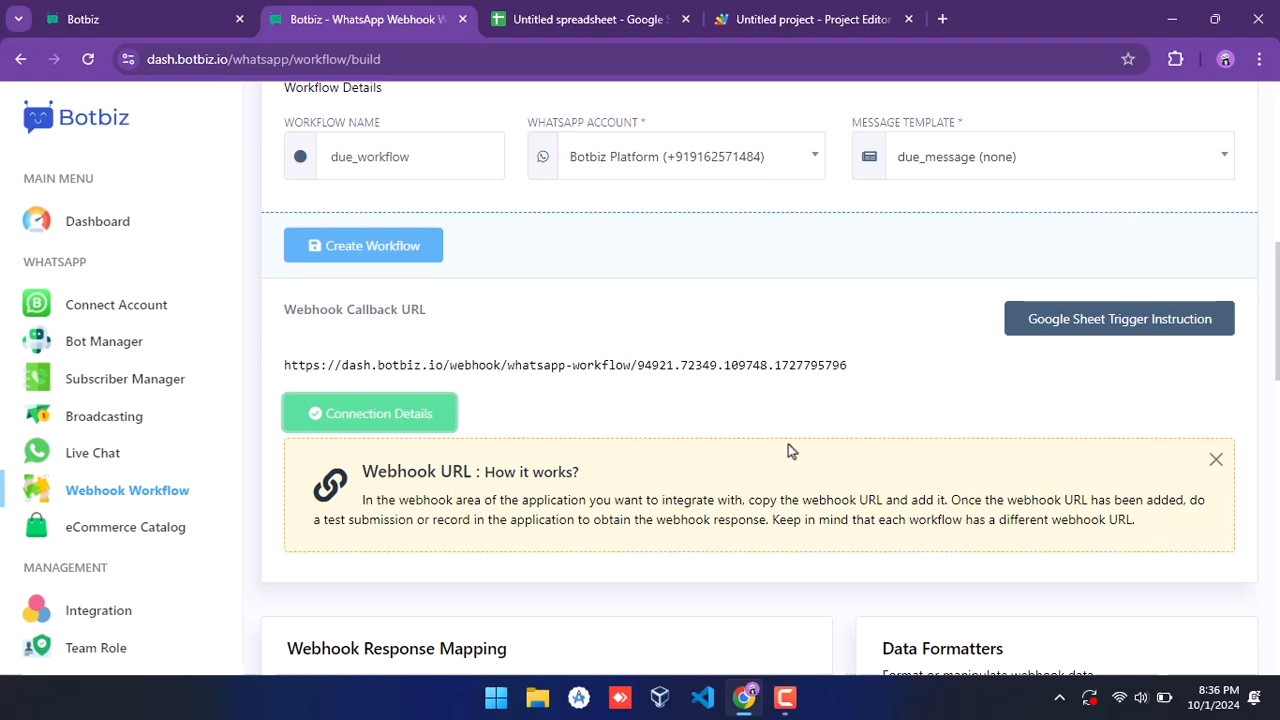 Botbiz
Botbiz - WhatsApp Webhook W
Untitled spreadsheet - Google S
Untitled project - Project Editor
dash.botbiz.io/whatsapp/workflow/build
Botbiz
MAIN MENU
Dashboard
WHATSAPP
Connect Account
Bot Manager
Subscriber Manager
Broadcasting
Live Chat
Webhook Workflow
eCommerce Catalog
MANAGEMENT
Integration
Team Role
Workflow Details
WORKFLOW NAME
due_workflow
WHATSAPP ACCOUNT *
Botbiz Platform (+919162571484)
MESSAGE TEMPLATE *
due_message (none)
Create Workflow
Webhook Callback URL
Google Sheet Trigger Instruction
https://dash.botbiz.io/webhook/whatsapp-workflow/94921.72349.109748.1727795796
Connection Details
Webhook URL : How it works?
In the webhook area of the application you want to integrate with, copy the webhook URL and add it. Once the webhook URL has been added, do
a test submission or record in the application to obtain the webhook response. Keep in mind that each workflow has a different webhook URL.
Webhook Response Mapping
Data Formatters
Format or manipulate webhook data
8:36 PM
10/1/2024